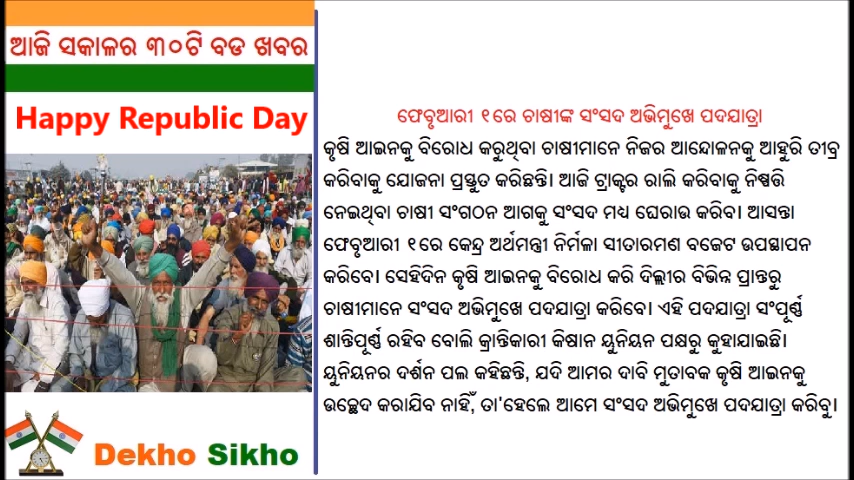 ଆଜି ସକାଳର ୩୦ଟି ବଡ ଖବର
Happy Republic Day
Dekho Sikho
ଫେବୃଆରୀ ୧ରେ ଚାଷୀଙ୍କ ସଂସଦ ଅଭିମୁଖେ ପଦଯାତ୍ରା
କୃଷି ଆଇନକୁ ବିରୋଧ କରୁଥିବା ଚାଷୀମାନେ ନିଜର ଆନ୍ଦୋଳନକୁ ଆହୁରି ତୀବ୍ର
କରିବାକୁ ଯୋଜନା ପ୍ରସ୍ତୁତ କରିଛନ୍ତି। ଆଜି ଟ୍ରାକ୍ଟର ରାଲି କରିବାକୁ ନିଷ୍ପତ୍ତି
ନେଇଥିବା ଚାଷୀ ସଂଗଠନ ଆଗକୁ ସଂସଦ ମଧ୍ୟ ଘେରାଉ କରିବ। ଆସନ୍ତା
ଫେବୃଆରୀ ୧ରେ କେନ୍ଦ୍ର ଅର୍ଥମନ୍ତ୍ରୀ ନିର୍ମଳା ସୀତାରମଣ ବଜେଟ ଉପସ୍ଥାପନ
କରିବେ। ସେହିଦିନ କୃଷି ଆଇନକୁ ବିରୋଧ କରି ଦିଲ୍ଲୀର ବିଭିନ୍ନ ପ୍ରାନ୍ତରୁ
ଚାଷୀମାନେ ସଂସଦ ଅଭିମୁଖେ ପଦଯାତ୍ରା କରିବେ। ଏହି ପଦଯାତ୍ରା ସଂପୂର୍ଣ୍ଣ
ଶାନ୍ତିପୂର୍ଣ୍ଣ ରହିବ ବୋଲି କ୍ରାନ୍ତିକାରୀ କିଷାନ ୟୁନିୟନ ପକ୍ଷରୁ କୁହାଯାଇଛି।
ୟୁନିୟନର ଦର୍ଶନ ପଲ କହିଛନ୍ତି, ଯଦି ଆମର ଦାବି ମୁତାବକ କୃଷି ଆଇନକୁ
ଉଚ୍ଛେଦ କରାଯିବ ନାହିଁ, ତା'ହେଲେ ଆମେ ସଂସଦ ଅଭିମୁଖେ ପଦଯାତ୍ରା କରିବୁ।